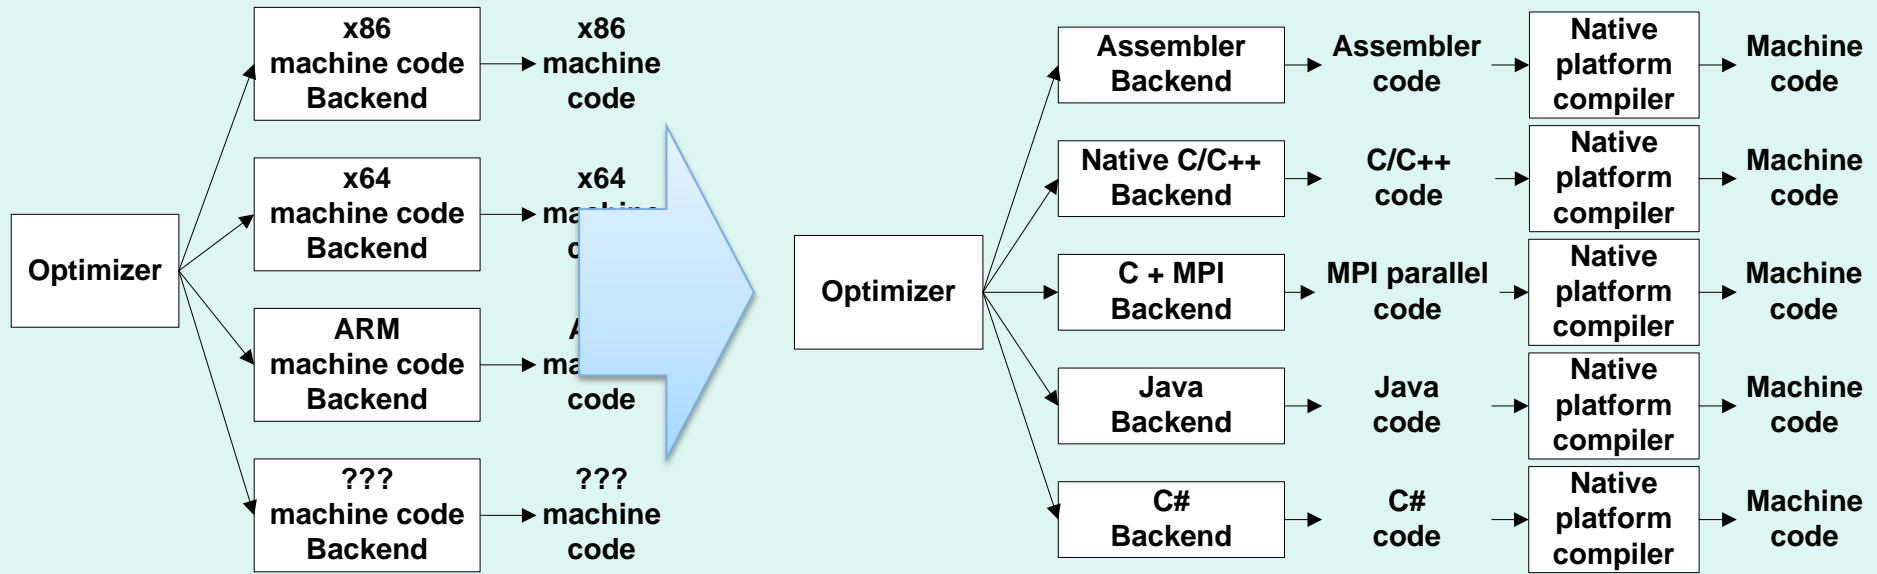 Optimizer
x86
machine code
Backend
x86
machine
code
x64
machine code
Backend
x64
machine
ARM
machine code
Backend
code
???
machine code
Backend
???
machine
code
Optimizer
Assembler
Backend
Assembler
code
Native
platform
compiler
Machine
code
Native C/C++
Backend
C/C++
code
Native
platform
compiler
Machine
code
C + MPI
Backend
MPI parallel
code
Native
platform
compiler
Machine
code
Java
Backend
Java
code
Native
platform
compiler
Machine
code
C#
Backend
C#
code
Native
platform
compiler
Machine
code